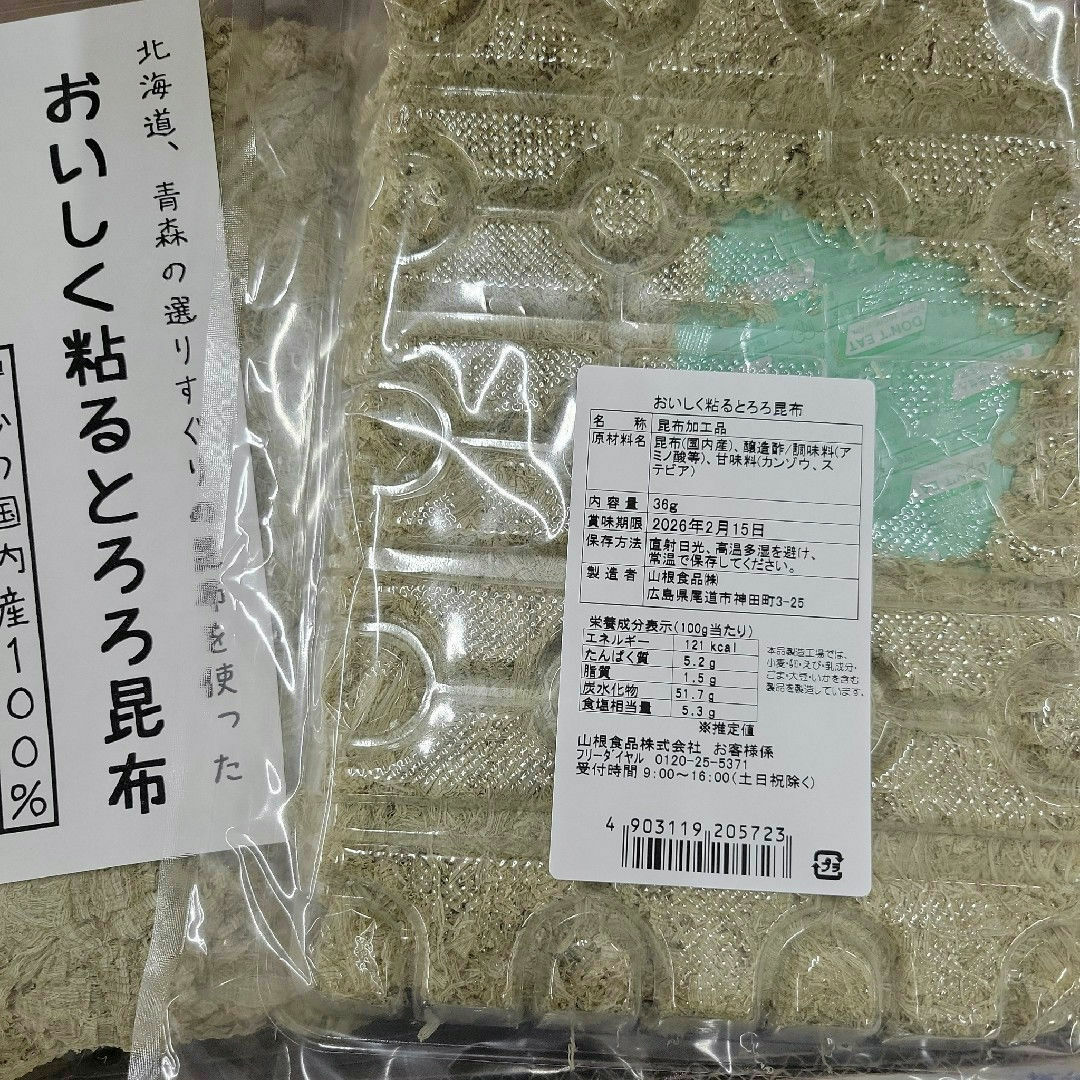 北海道、青森の選りすぐりの昆布を使った
おいしく粘るとろろ昆布
国内産100%
DON'T EAT
おいしく粘るとろろ昆布
名 称 昆布加工品
原材料名 昆布(国内産)、醸造酢/調味料(ア
ミノ酸等)、甘味料(カンゾウ、ス
テビア)
内容量 36g
賞味期限 2026年2月15日
保存方法 直射日光、高温多湿を避け、
常温で保存してください。
製造者 山根食品㈱
広島県尾道市神田町3-25
栄養成分表示(100g当たり)
エネルギー 121 kcal
たんぱく質 5.2g
脂質 1.5g
炭水化物 51.7g
食塩相当量 5.3g
※推定値
本品製造工場では、
小麦・卵・えび・乳成分・
ごま・大豆・いかを含む
製品を製造しています。
山根食品株式会社 お客様係
フリーダイヤル 0120-25-5371
受付時間 9:00～16:00(土日祝除く)
4 903119 205723
プラ